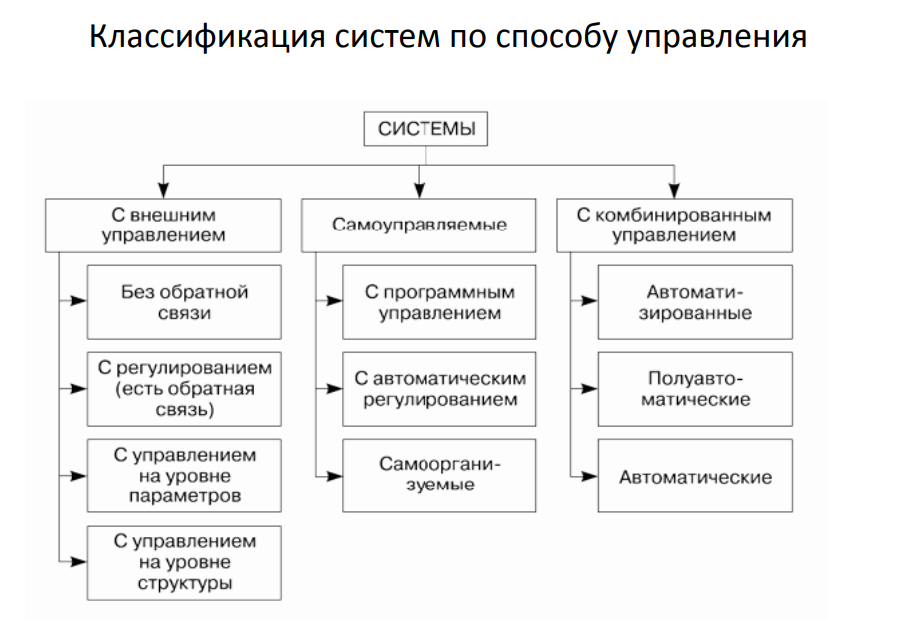 Классификация систем по способу управления
СИСТЕМЫ
С внешним
управлением
Без обратной
связи
С регулированием
(есть обратная
связь)
С управлением
на уровне
параметров
С управлением
на уровне
структуры
Самоуправляемые
С программным
управлением
С автоматическим
регулированием
Самооргани-
зуемые
С комбинированным
управлением
Автомати-
зированные
Полуавто-
матические
Автоматические